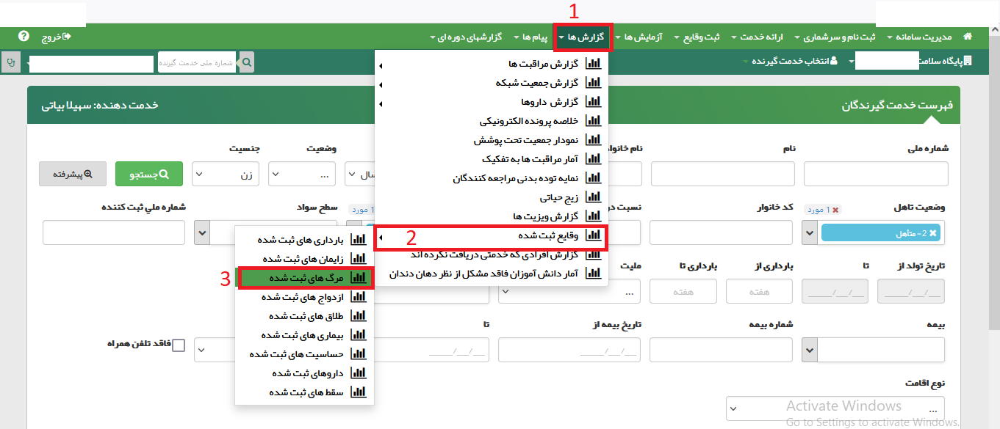 1
مدیریت سامانه
ثبت نام و سرشماری
ارائه خدمت
ثبت وقایع
آزمایش ها
گزارش ها
پیام ها
گزارشهای دوره ای
خروج
?
پایگاه سلامت
انتخاب خدمت گیرنده
شماره ملی خدمت گیرنده
فهرست خدمت گیرندگان
خدمت دهنده: سهیلا بیاتی
گزارش مراقبت ها
گزارش جمعیت شبکه
گزارش داروها
خلاصه پرونده الکترونیکی
نمودار جمعیت تحت پوشش
آمار مراقبت ها به تفکیک
نمایه توده بدنی مراجعه کنندگان
زیج حیاتی
گزارش ویزیت ها
وقایع ثبت شده
2
گزارش افرادی که خدمتی دریافت نکرده اند
آمار دانش آموزان فاقد مشکل از نظر دهان دندان
بارداری های ثبت شده
زایمان های ثبت شده
مرگ های ثبت شده
3
ازدواج های ثبت شده
طلاق های ثبت شده
بیماری های ثبت شده
حساسیت های ثبت شده
داروهای ثبت شده
سقط های ثبت شده
شماره ملی
نام
نام خانواد
سال
وضعیت
...
جنسیت
زن
جستجو
پیشرفته
وضعیت تاهل
1 مورد
2- متأهل
کد خانوار
نسبت در
1 مورد
سطح سواد
شماره ملي ثبت کننده
تاریخ تولد از
__/__/____
تا
__/__/____
بارداری از
هفته
بارداری تا
هفته
ملیت
...
بیمه
شماره بیمه
تاریخ بیمه از
__/__/____
تا
__/__/____
فاقد تلفن همراه
نوع اقامت
...
Activate Windows
Go to Settings to activate Windows.